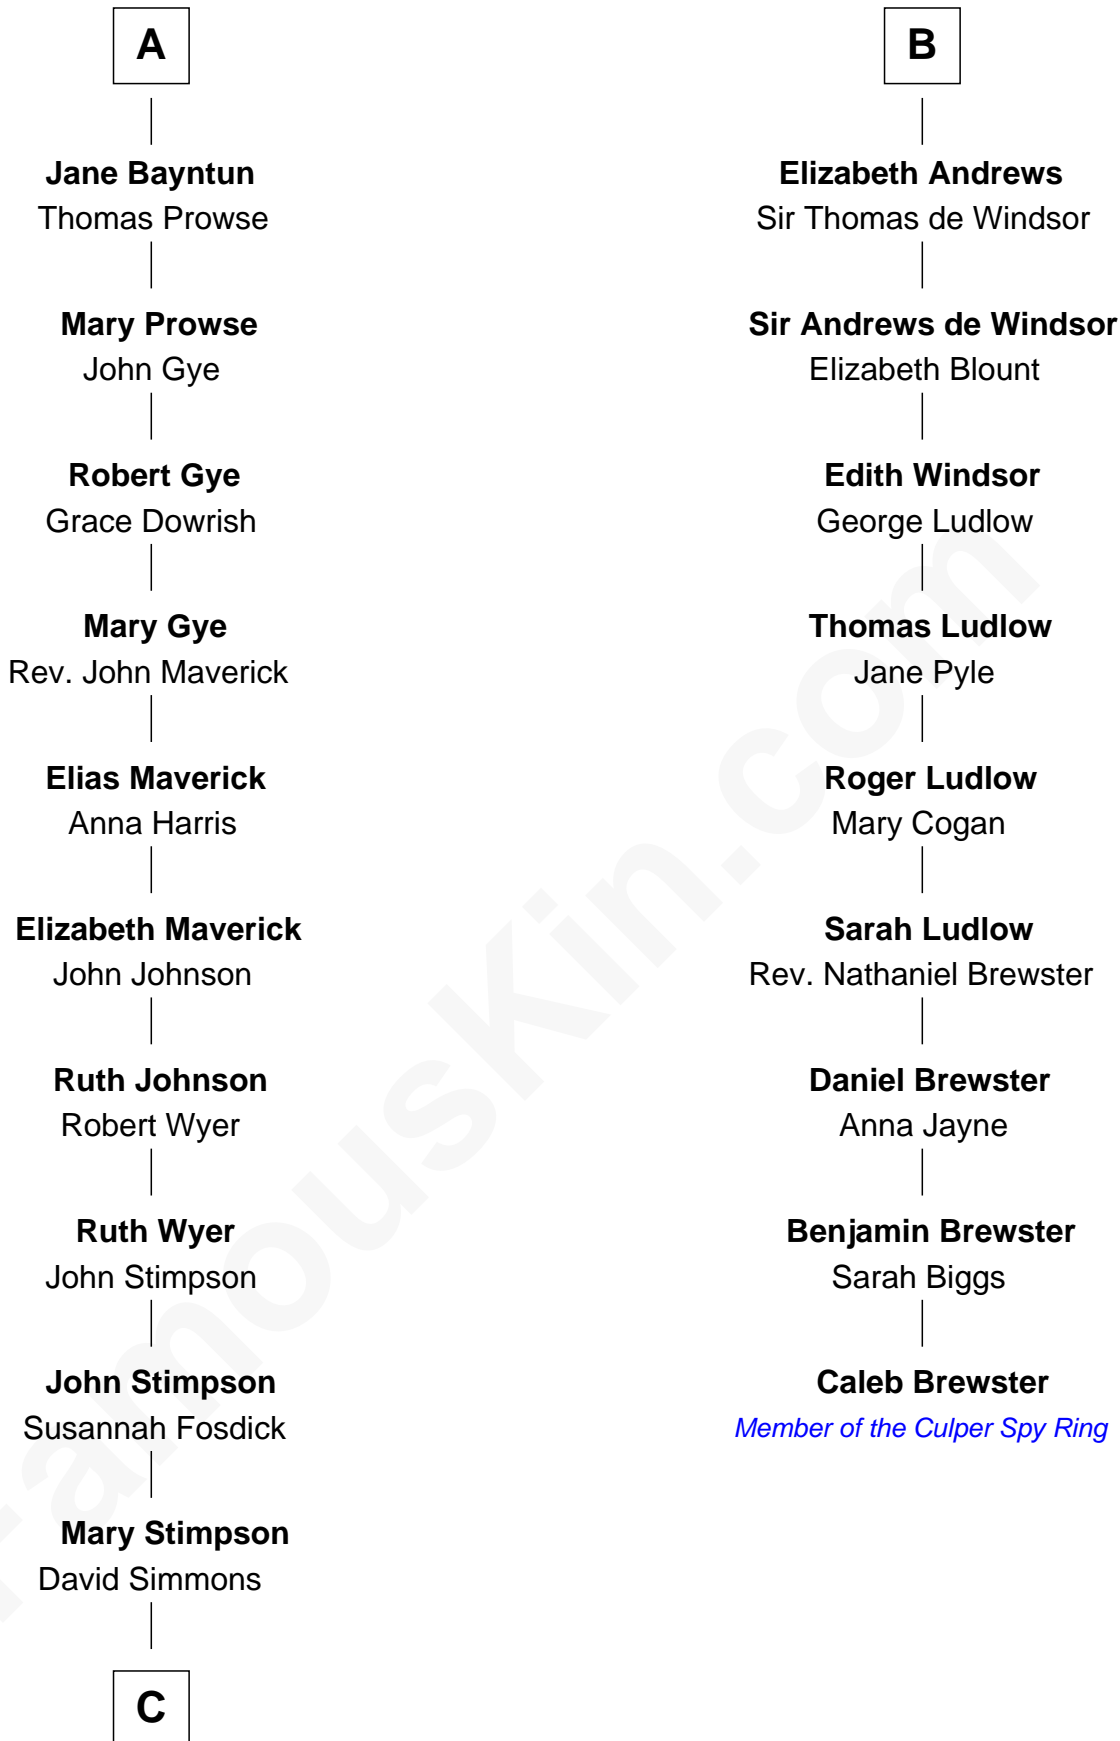 A
Jane Bayntun
Thomas Prowse
Mary Prowse
John Gye
Robert Gye
Grace Dowrish
Mary Gye
Rev. John Maverick
Elias Maverick
Anna Harris
Elizabeth Maverick
John Johnson
Ruth Johnson
Robert Wyer
Ruth Wyer
John Stimpson
John Stimpson
Susannah Fosdick
Mary Stimpson
David Simmons
C
B
Elizabeth Andrews
Sir Thomas de Windsor
Sir Andrews de Windsor
Elizabeth Blount
Edith Windsor
George Ludlow
Thomas Ludlow
Jane Pyle
Roger Ludlow
Mary Cogan
Sarah Ludlow
Rev. Nathaniel Brewster
Daniel Brewster
Anna Jayne
Benjamin Brewster
Sarah Biggs
Caleb Brewster
Member of the Culper Spy Ring
FamousKin.com